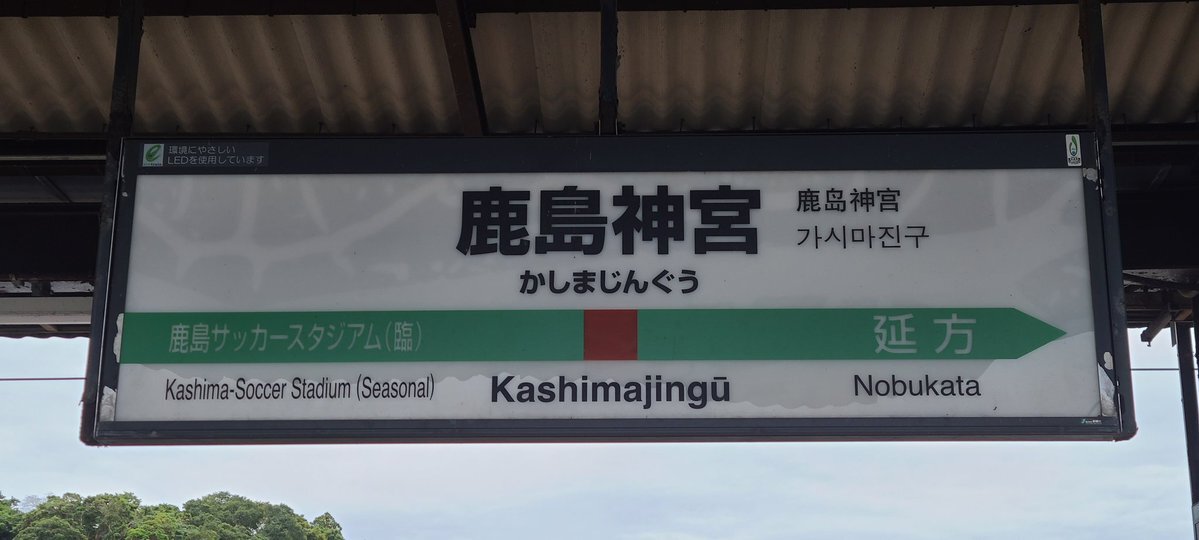 環境にやさしい
LEDを使用しています
鹿島神宮
鹿岛神宫
가시마진구
かしまじんぐう
鹿島サッカースタジアム(臨)
延方
Kashima-Soccer Stadium (Seasonal)
Kashimajingū
Nobukata